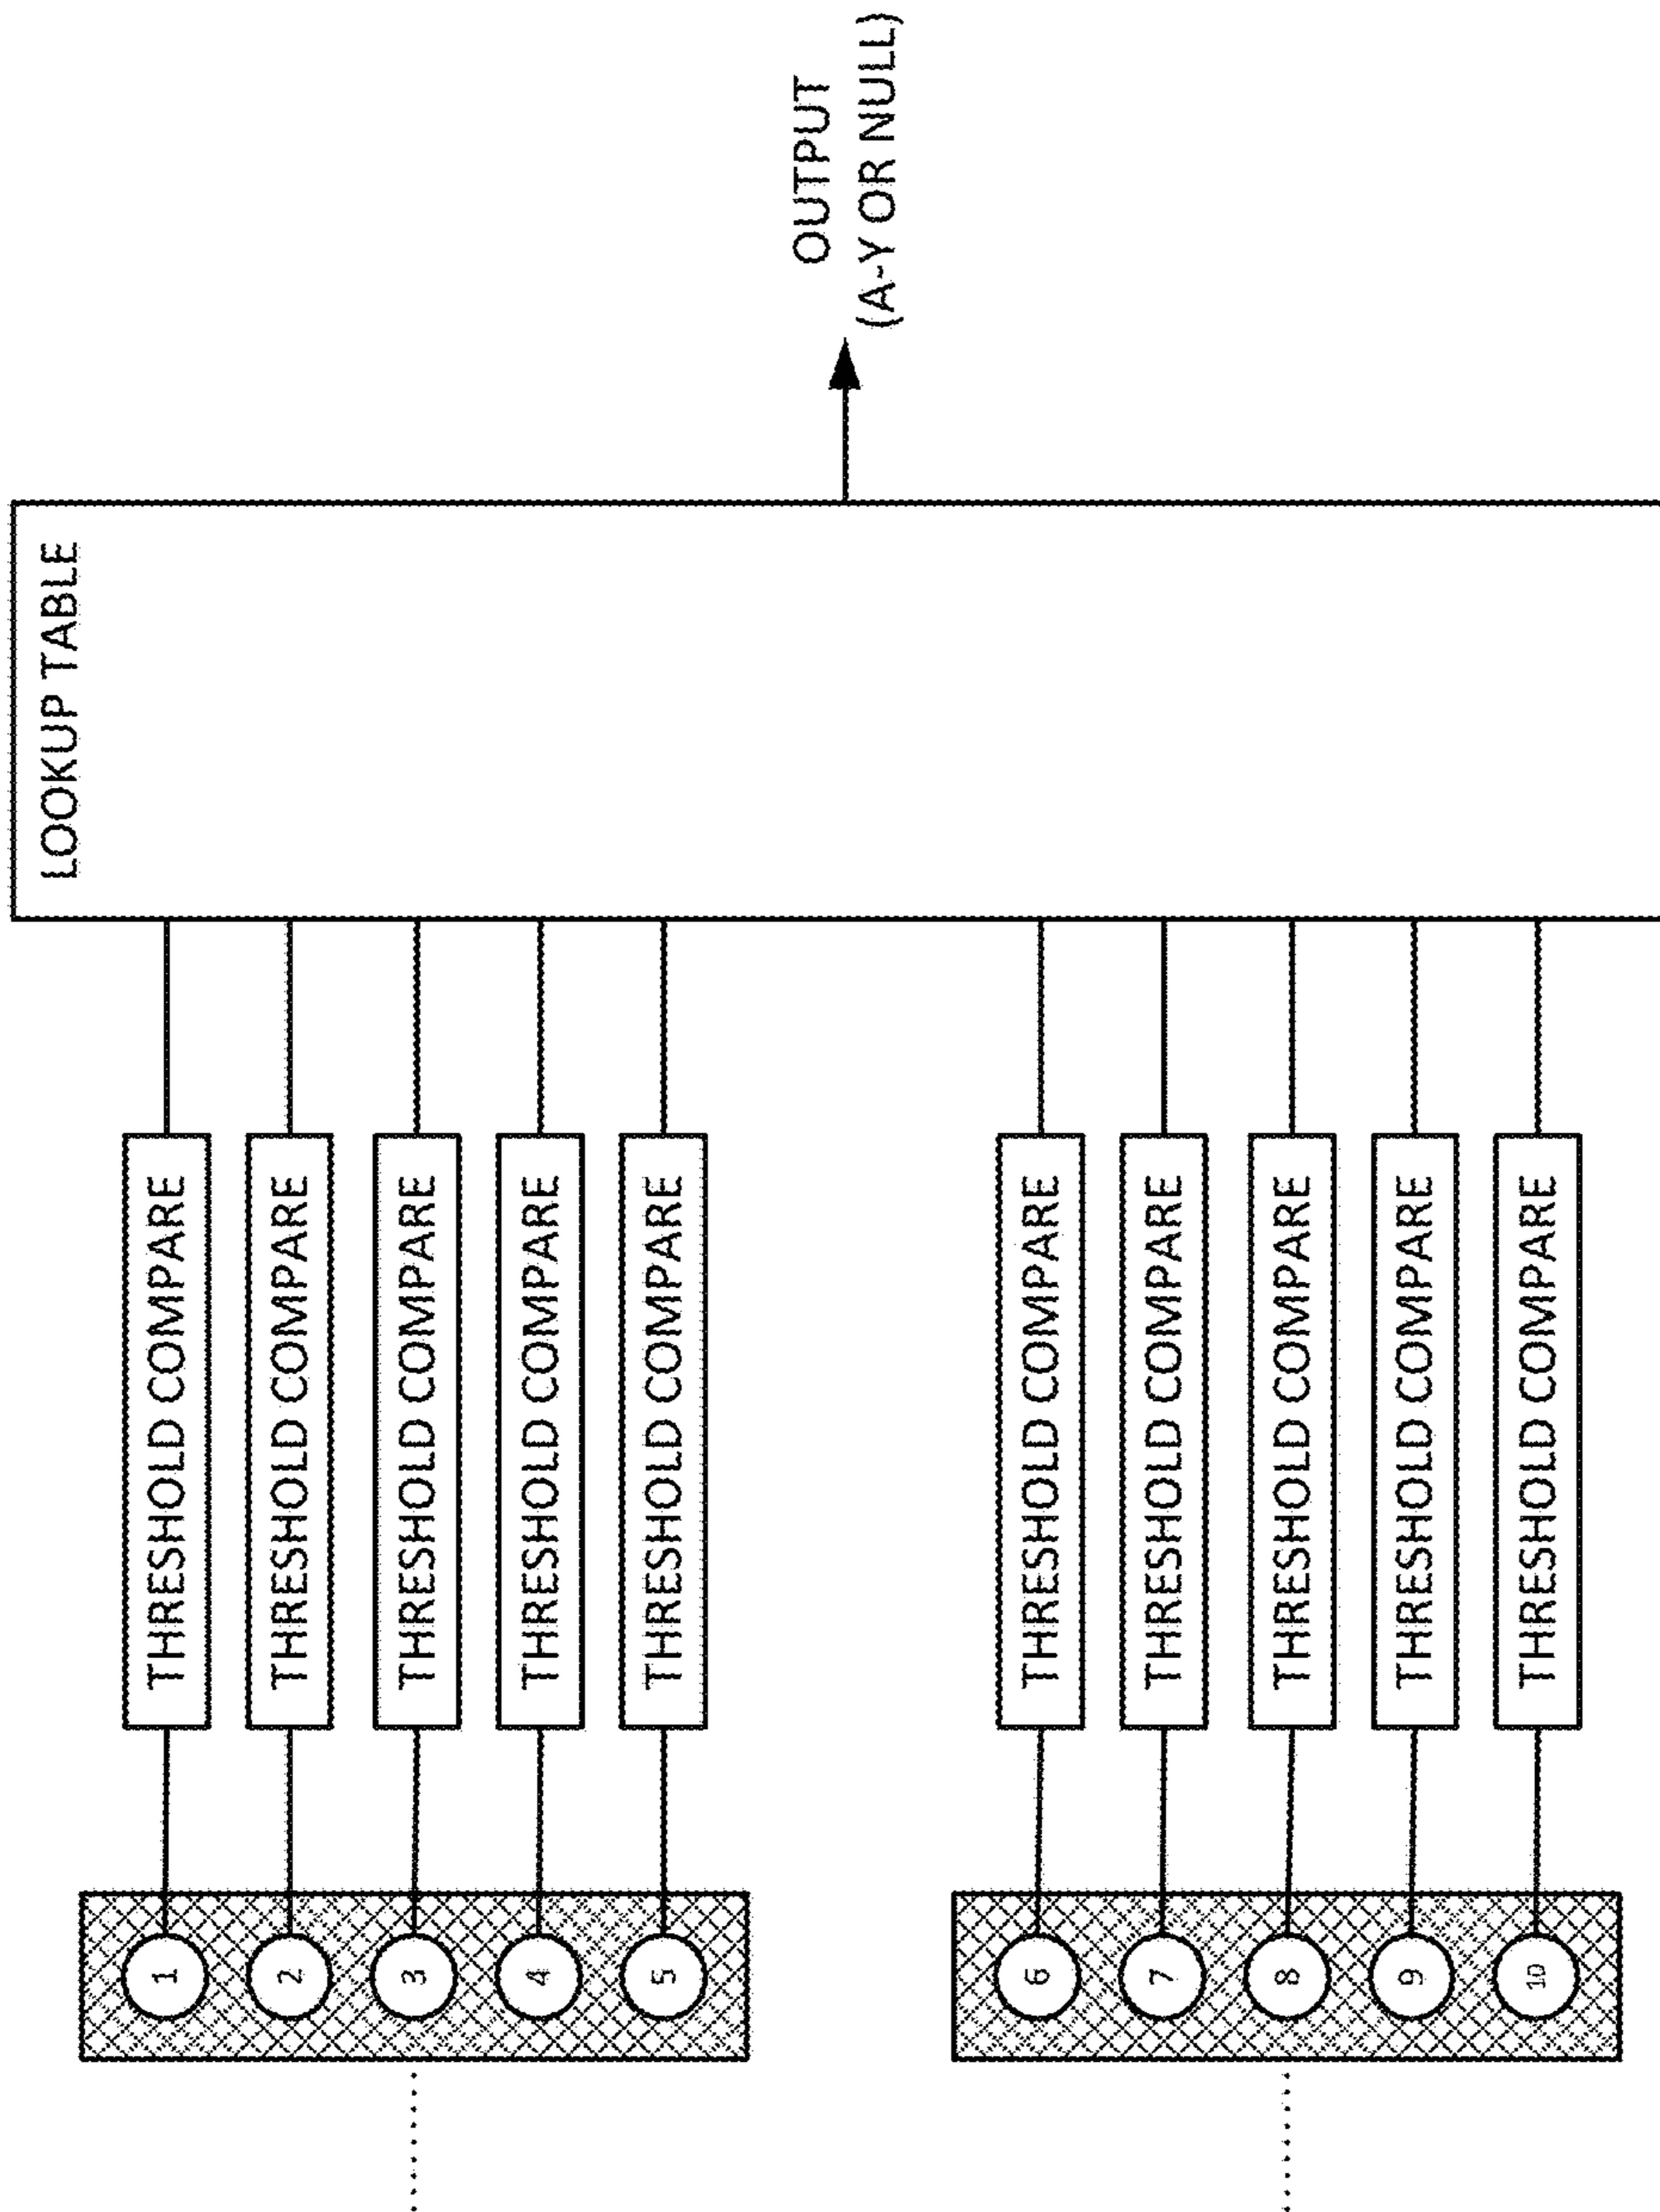 1
THRESHOLD COMPARE
2
THRESHOLD COMPARE
3
THRESHOLD COMPARE
4
THRESHOLD COMPARE
5
THRESHOLD COMPARE
6
THRESHOLD COMPARE
7
THRESHOLD COMPARE
8
THRESHOLD COMPARE
9
THRESHOLD COMPARE
10
THRESHOLD COMPARE
LOOKUP TABLE
OUTPUT
(A-Y OR NULL)